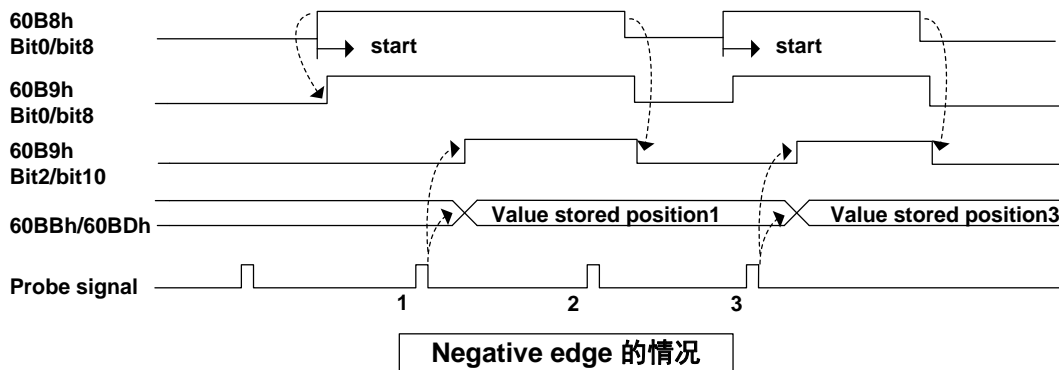 60B8h
Bit0/bit8
start
start
60B9h
Bit0/bit8
60B9h
Bit2/bit10
60BBh/60BDh
Value stored position1
Value stored position3
Probe signal
1
2
3
Negative edge 的情况